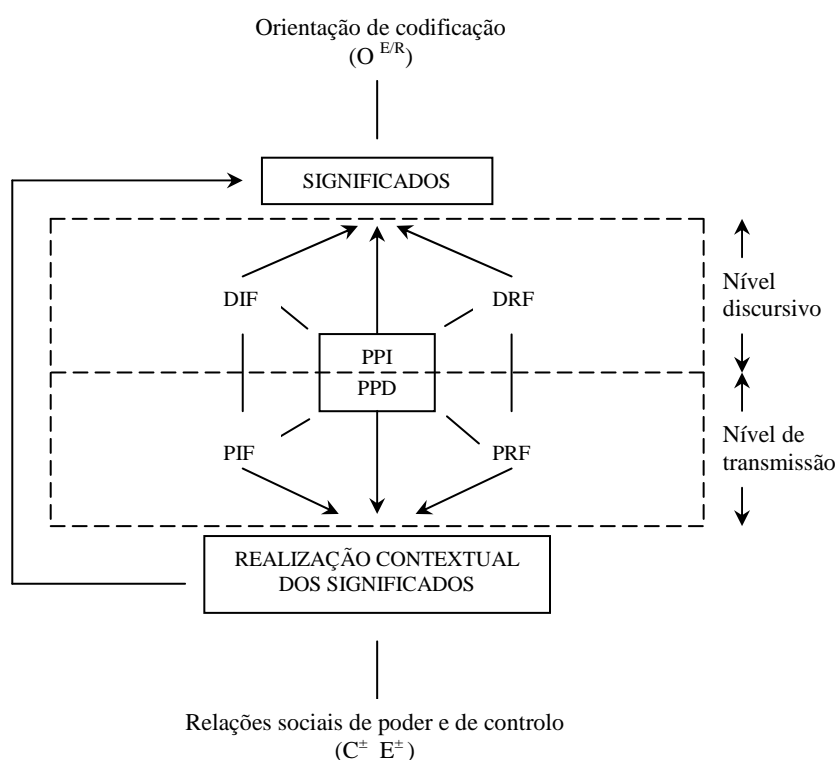 Orientação de codificação
(O E/R)
SIGNIFICADOS
DIF
DRF
Nível
discursivo
PPI
PPD
PIF
PRF
Nível de
transmissão
REALIZAÇÃO CONTEXTUAL
DOS SIGNIFICADOS
Relações sociais de poder e de controlo
(C± E±)